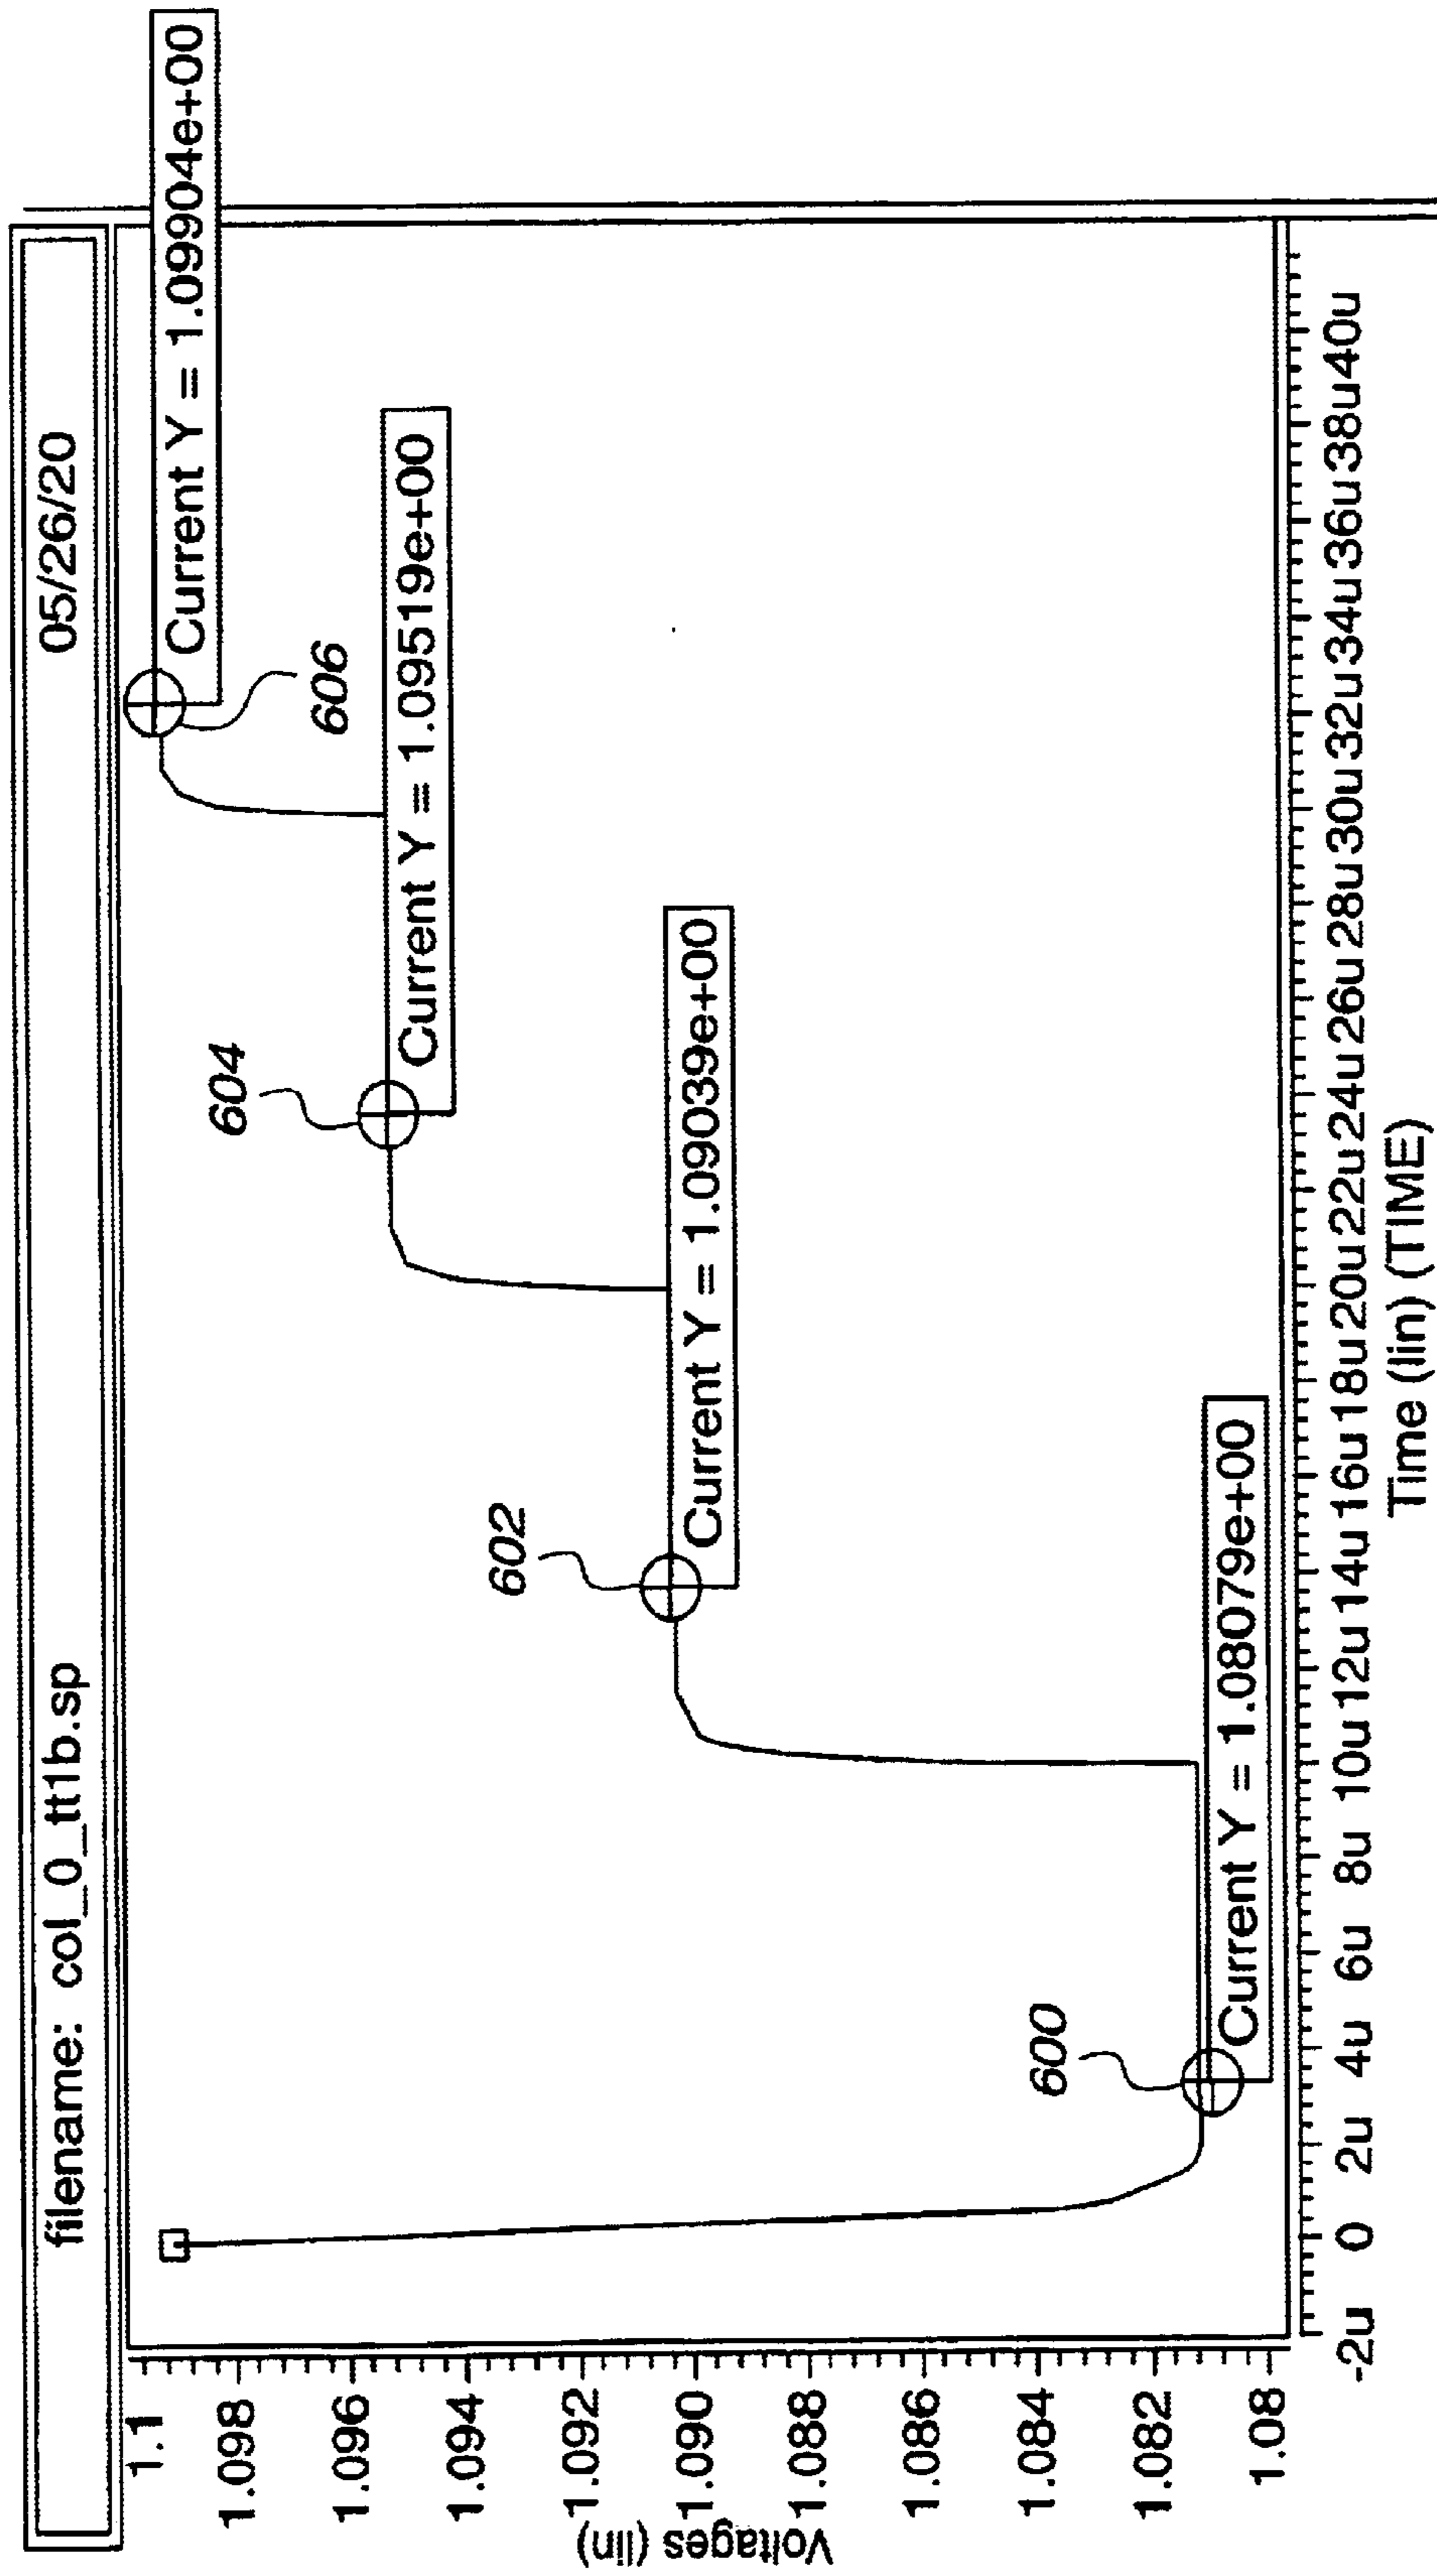 filename: col_0_tt1b.sp 05/26/20
Voltages (lin)
1.1
1.098
1.096
1.094
1.092
1.090
1.088
1.086
1.084
1.082
1.08
606
Current Y = 1.09904e+00
604
Current Y = 1.09519e+00
602
Current Y = 1.09039e+00
600
Current Y = 1.08079e+00
-2u 0 2u 4u 6u 8u 10u 12u 14u 16u 18u 20u 22u 24u 26u 28u 30u 32u 34u 36u 38u 40u
Time (lin) (TIME)